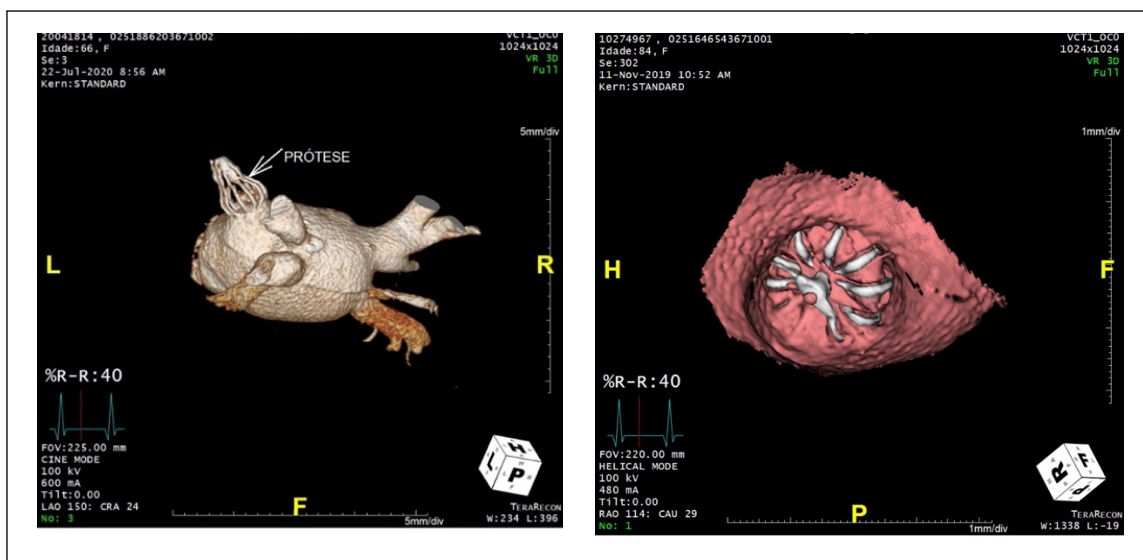 20041814 , 0251886203671002
Idade:66, F
Se:3
22-Jul-2020 8:56 AM
Kern:STANDARD
VCT1_OC0
1024x1024
VR 3D
Full
5mm/div
PRÓTESE
L
R
%R-R:40
FOV:225.00 mm
CINE MODE
100 kV
600 mA
Tilt:0.00
LAO 150: CRA 24
No: 3
F
5mm/div
H
P
TERARECON
W:234 L:396
10274967 , 0251646543671001
Idade:84, F
Se:302
11-Nov-2019 10:52 AM
Kern:STANDARD
VCT1_OC0
1024x1024
VR 3D
Full
1mm/div
H
F
%R-R:40
FOV:220.00 mm
HELICAL MODE
100 kV
480 mA
Tilt:0.00
RAO 114: CAU 29
No: 1
P
1mm/div
R
F
TERARECON
W:1338 L:-19